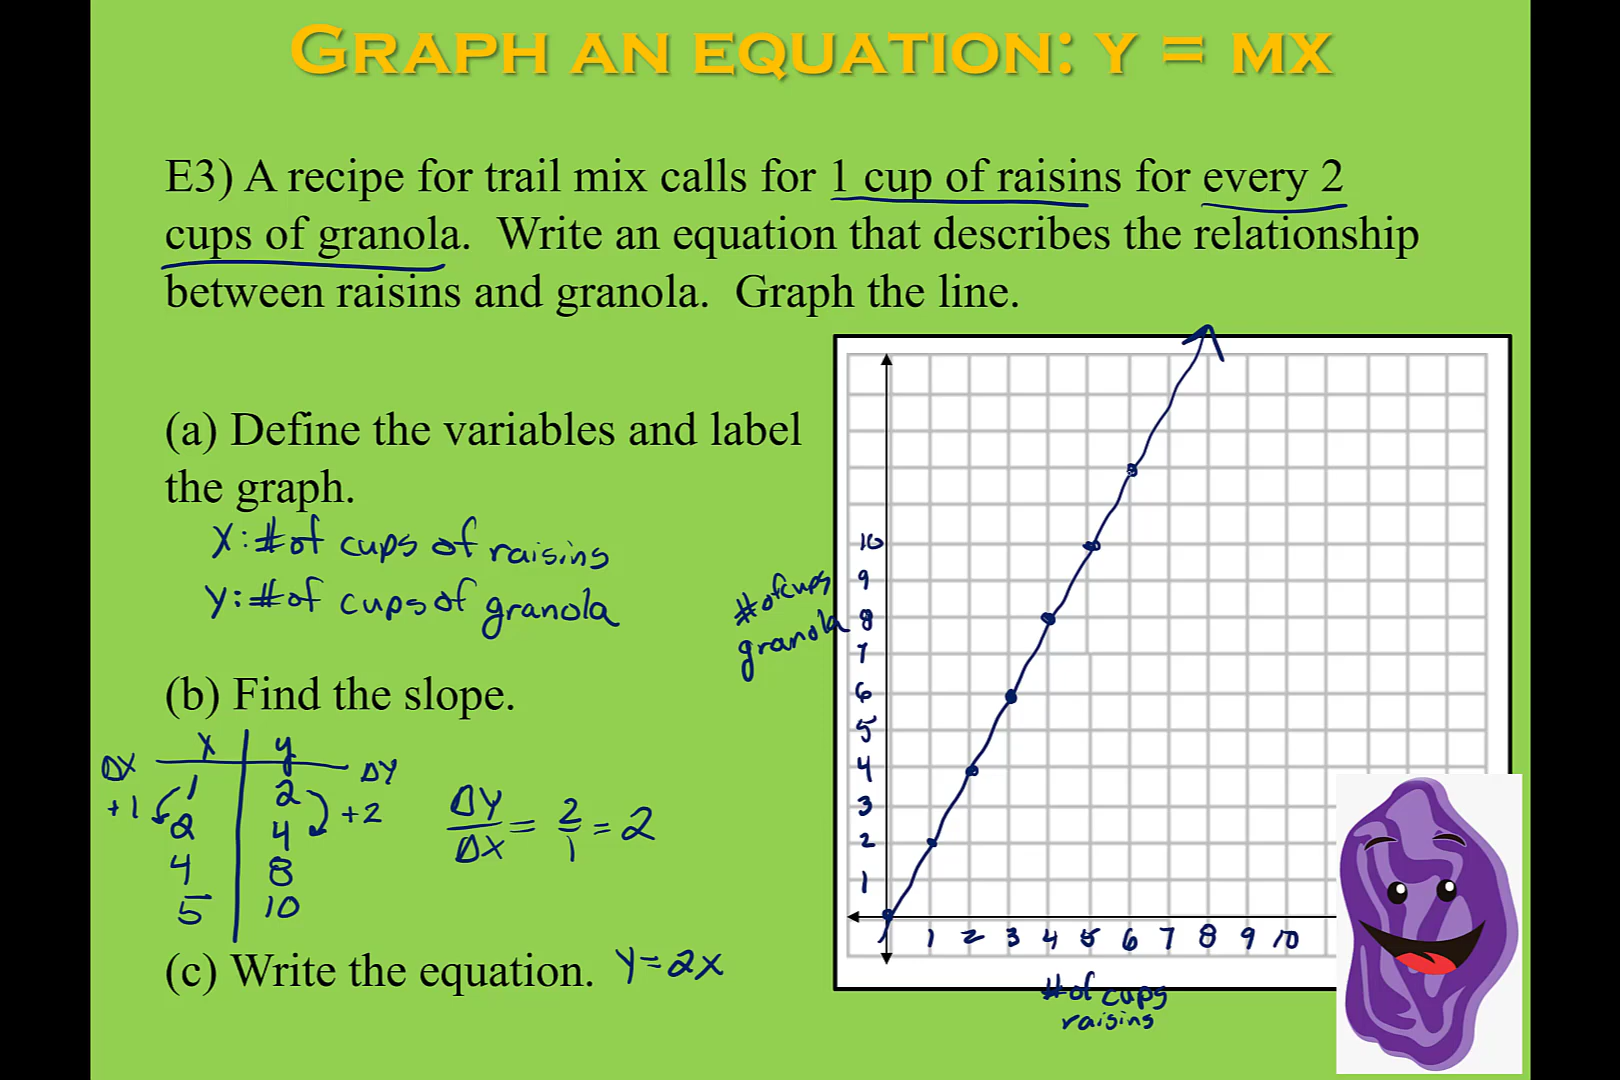 GRAPH AN EQUATION: Y = MX
E3) A recipe for trail mix calls for 1 cup of raisins for every 2
cups of granola.  Write an equation that describes the relationship
between raisins and granola.  Graph the line.
(a) Define the variables and label
the graph.
X: # of cups of raisins
Y: # of cups of granola
(b) Find the slope.
x y
ΔX ΔY
1 2
+1 +2
2 4
4 8
5 10
ΔY/ΔX = 2/1 = 2
(c) Write the equation. Y=2X
# of cups
granola
10
9
8
7
6
5
4
3
2
1
1 2 3 4 5 6 7 8 9 10
# of cups
raisins